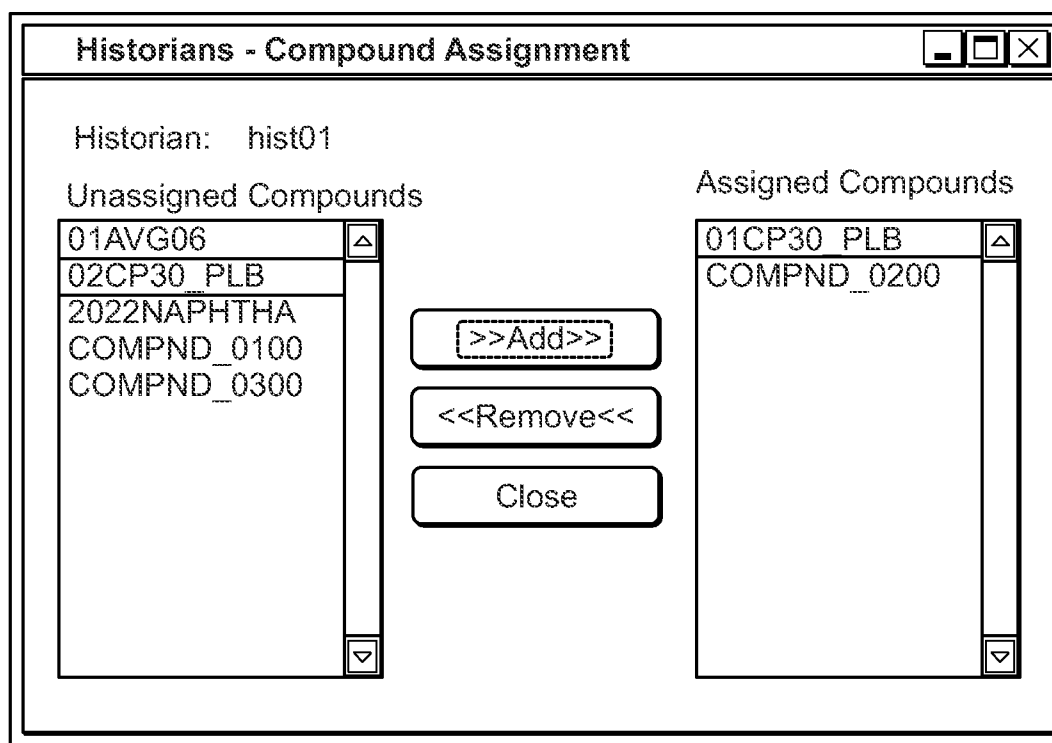 Historians - Compound Assignment
Historian: hist01
Unassigned Compounds
01AVG06
02CP30_PLB
2022NAPHTHA
COMPND_0100
COMPND_0300
>>Add>>
<<Remove<<
Close
Assigned Compounds
01CP30_PLB
COMPND_0200